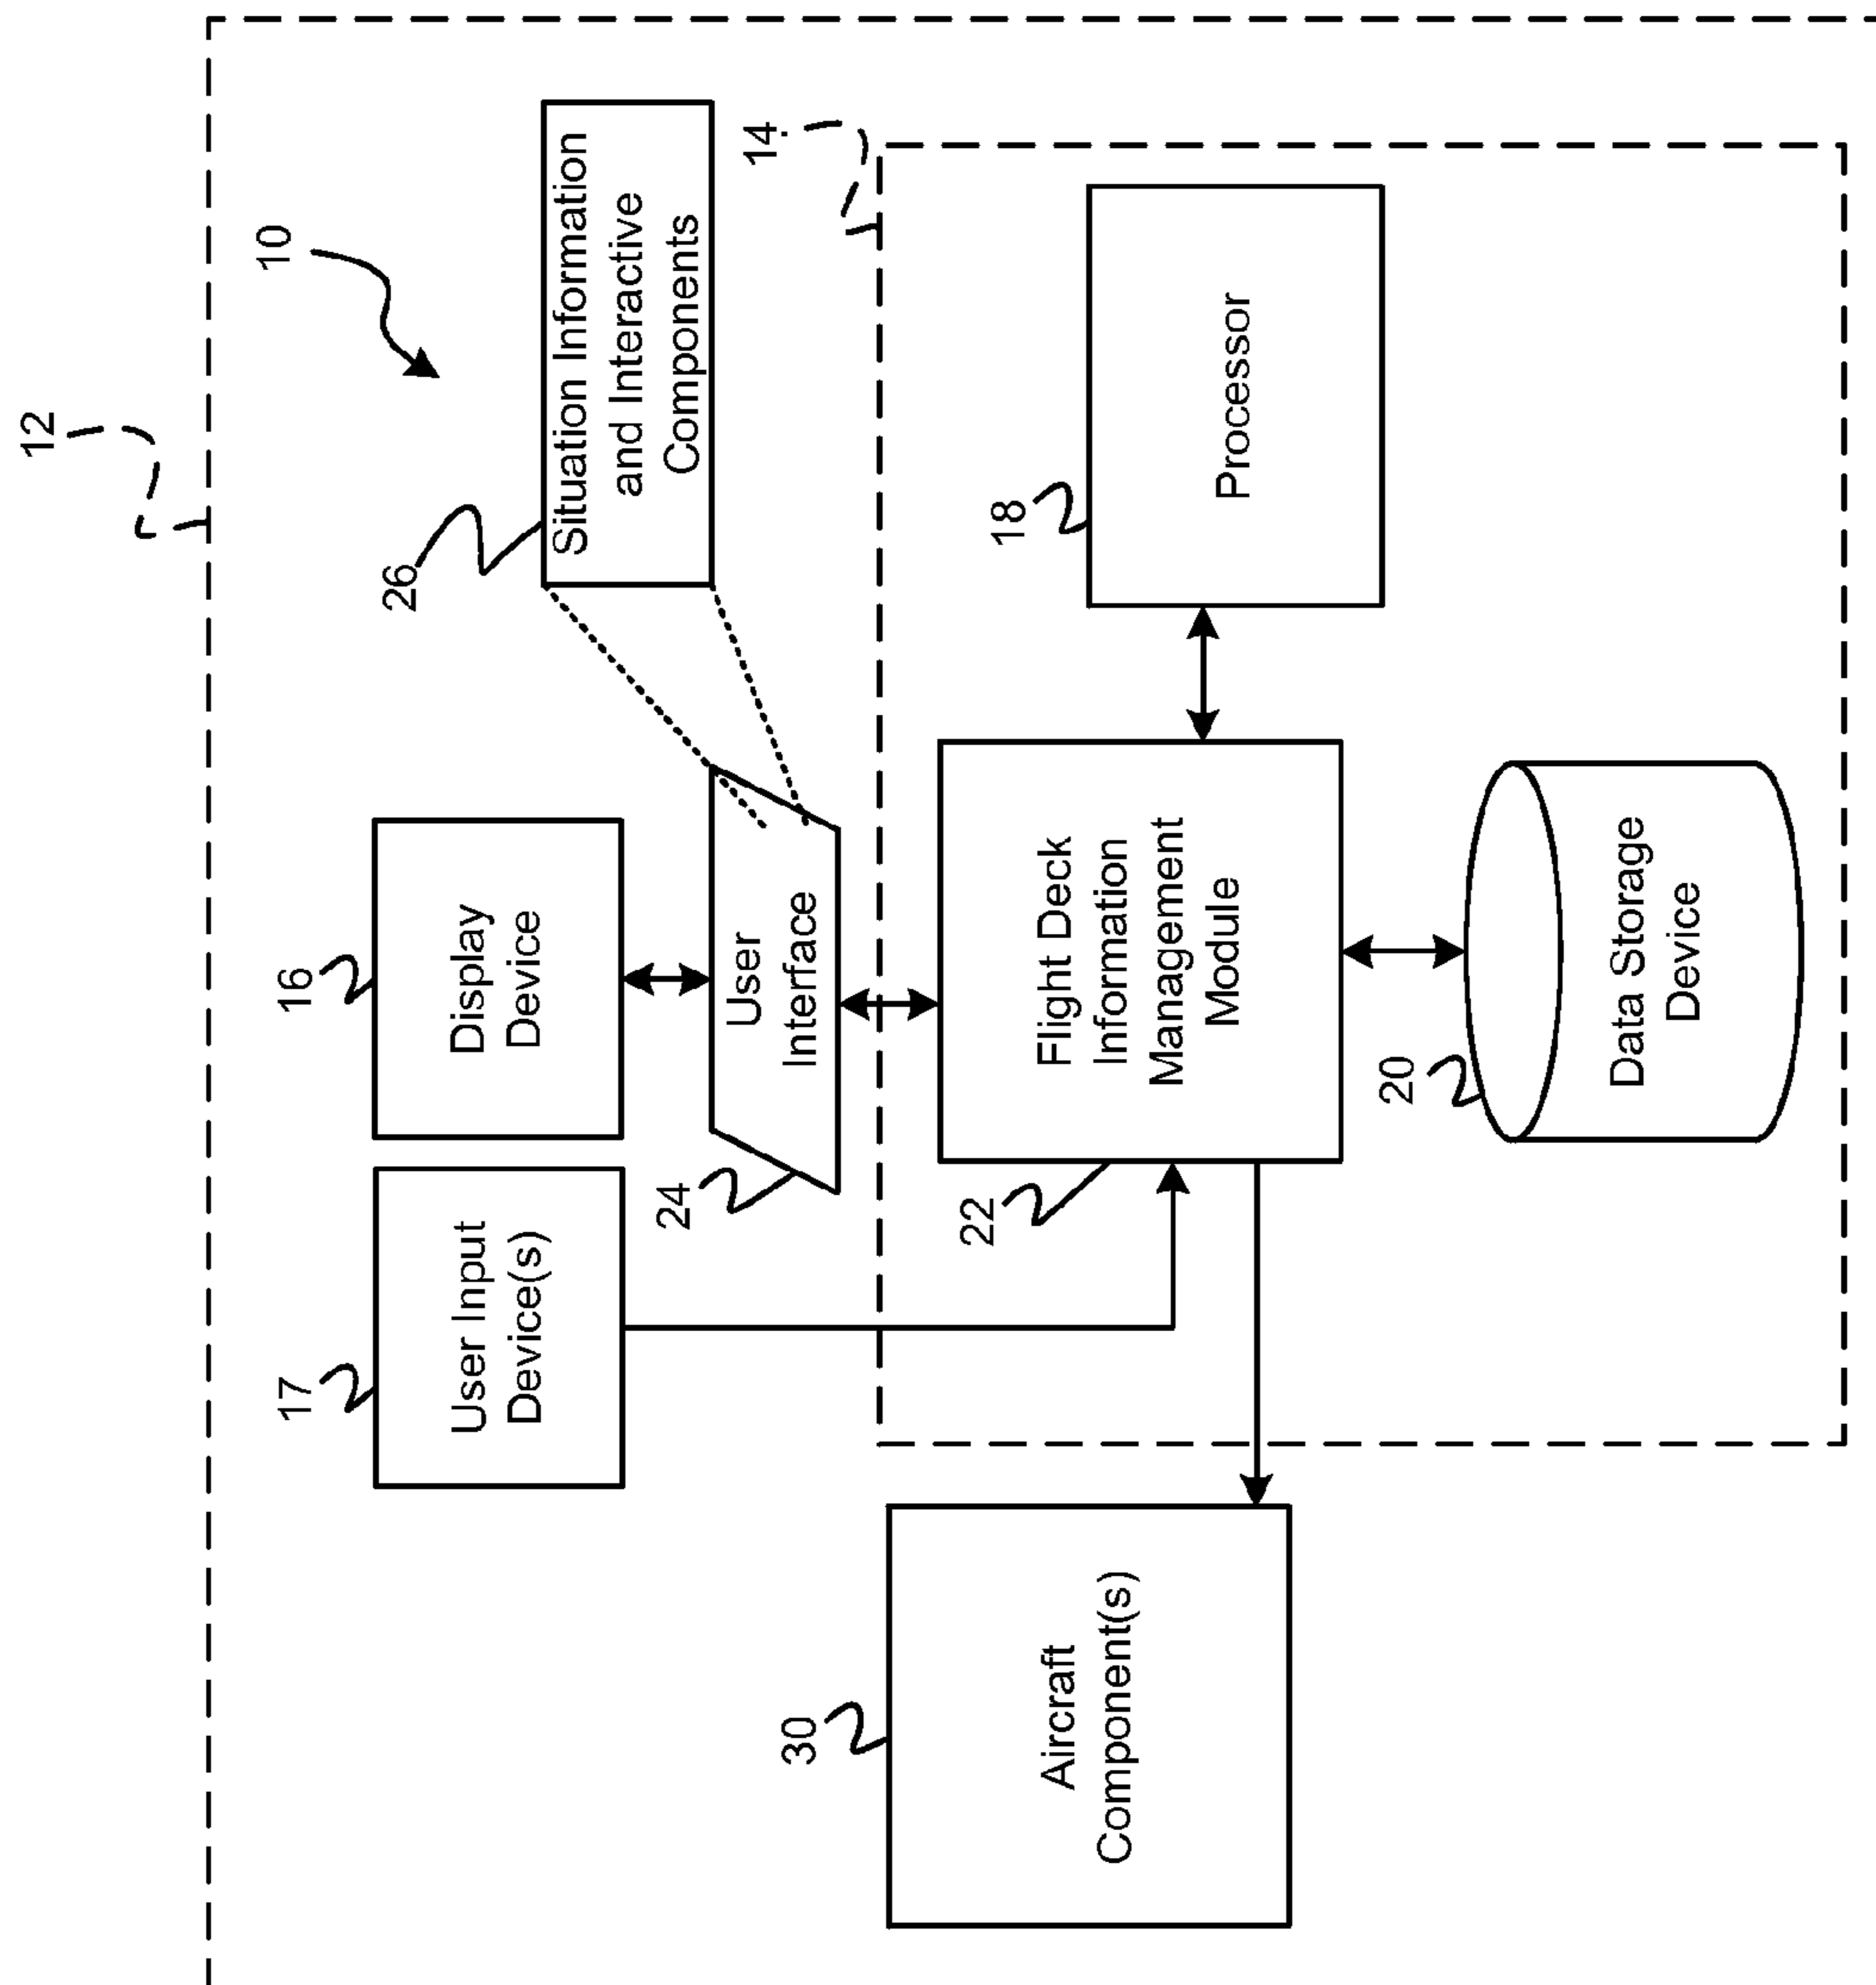 12
10
17
User Input
Device(s)
16
Display
Device
26
Situation Information
and Interactive
Components
24
User
Interface
14
30
Aircraft
Component(s)
22
Flight Deck
Information
Management
Module
18
Processor
20
Data Storage
Device